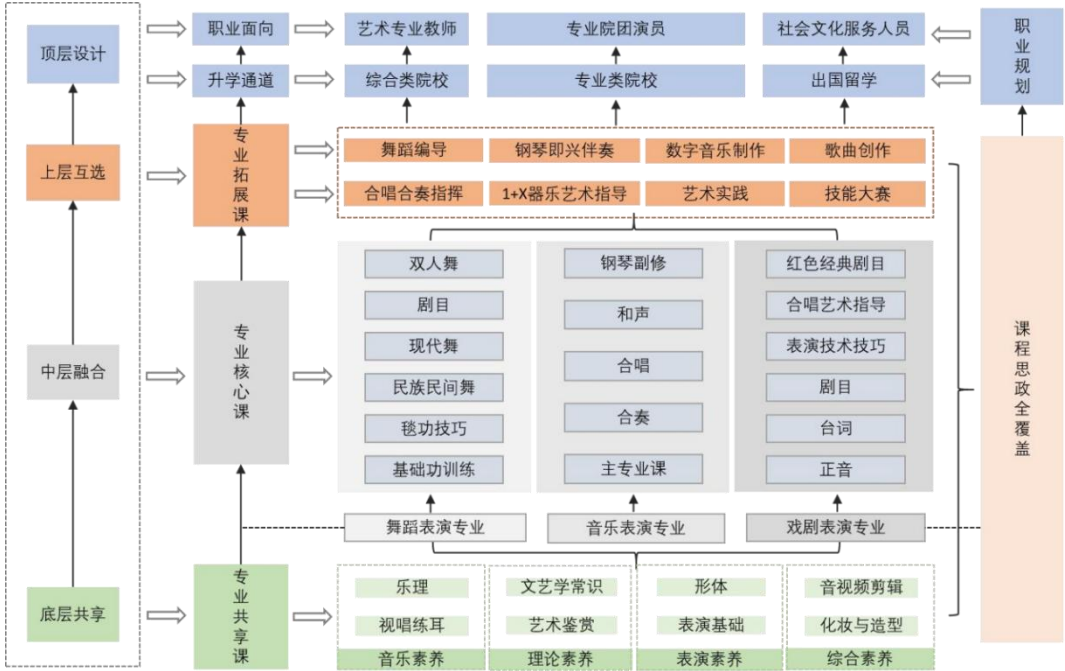 顶层设计
职业面向
艺术专业教师
专业院团演员
社会文化服务人员
职业规划
升学通道
综合类院校
专业类院校
出国留学
上层互选
专业拓展课
舞蹈编导
钢琴即兴伴奏
数字音乐制作
歌曲创作
合唱合奏指挥
1+X器乐艺术指导
艺术实践
技能大赛
中层融合
专业核心课
双人舞
剧目
现代舞
民族民间舞
毯功技巧
基础功训练
舞蹈表演专业
钢琴副修
和声
合唱
合奏
主专业课
音乐表演专业
红色经典剧目
合唱艺术指导
表演技术技巧
剧目
台词
正音
戏剧表演专业
课程思政全覆盖
底层共享
专业共享课
乐理
视唱练耳
音乐素养
文艺学常识
艺术鉴赏
理论素养
形体
表演基础
表演素养
音视频剪辑
化妆与造型
综合素养